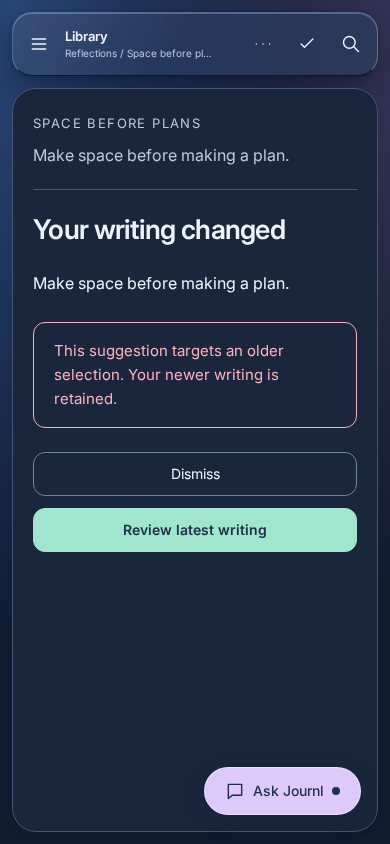 Library
Reflections / Space before pl...
SPACE BEFORE PLANS
Make space before making a plan.
Your writing changed
Make space before making a plan.
This suggestion targets an older
selection. Your newer writing is
retained.
Dismiss
Review latest writing
Ask Journl